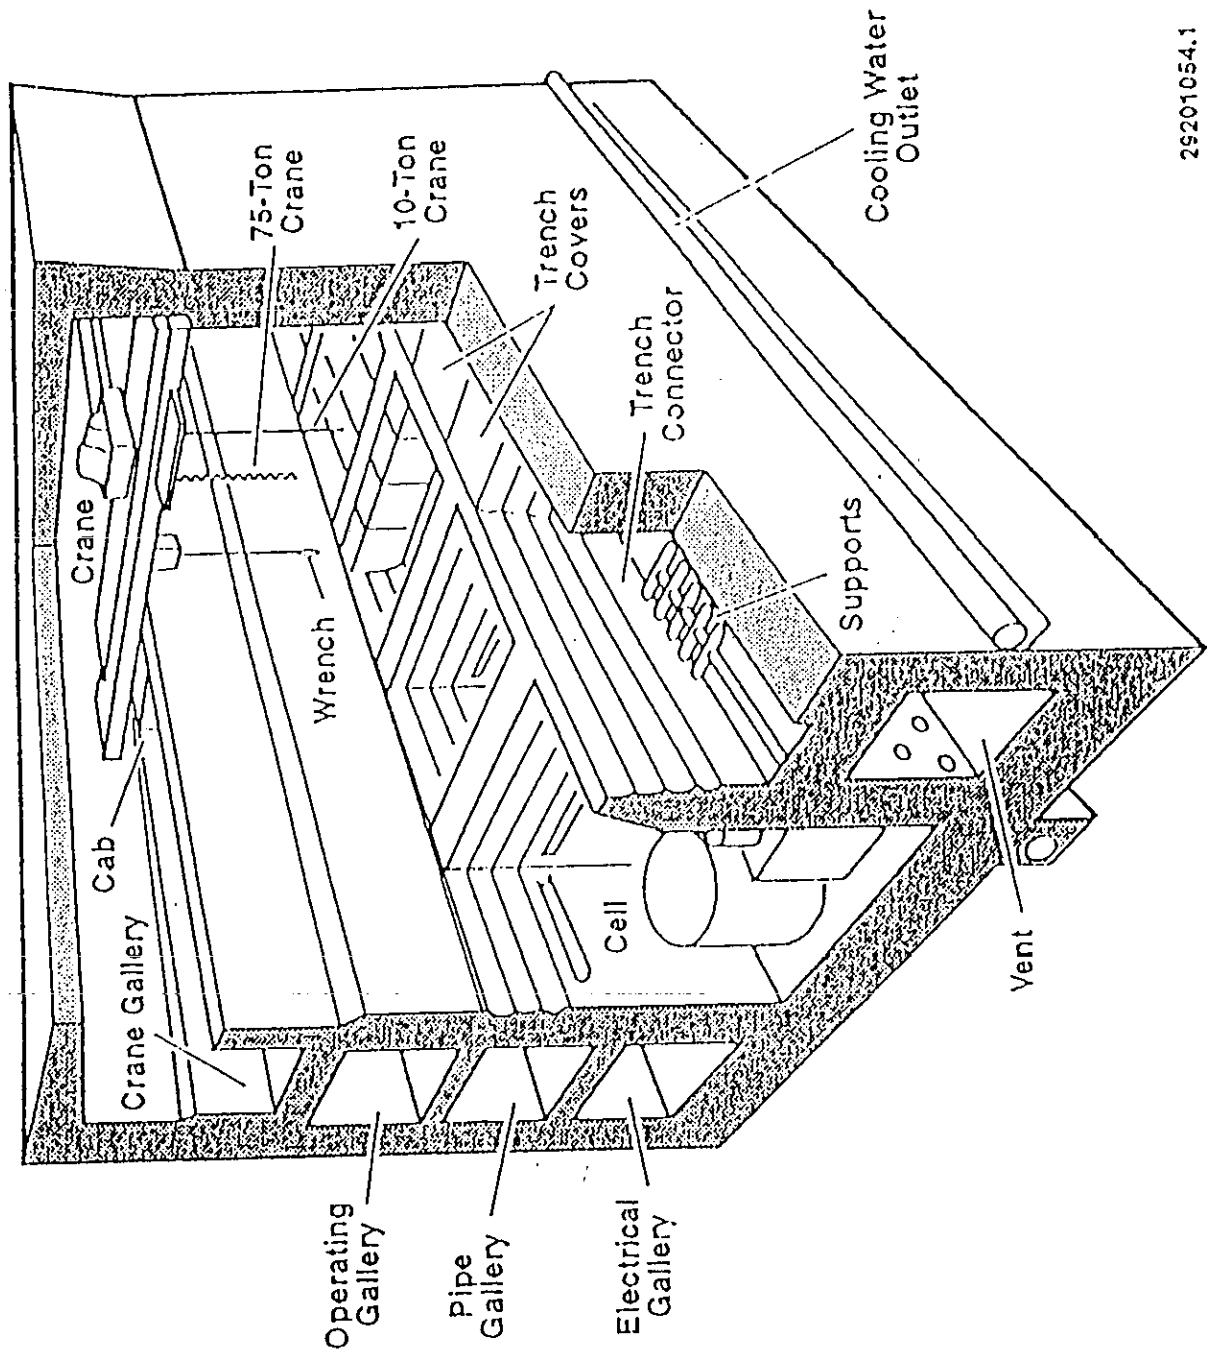 Crane Gallery
Cab
Crane
75-Ton
Crane
10-Ton
Crane
Wrench
Trench
Covers
Operating
Gallery
Pipe
Gallery
Electrical
Gallery
Cell
Trench
Connector
Supports
Cooling Water
Outlet
Vent
29201054.1